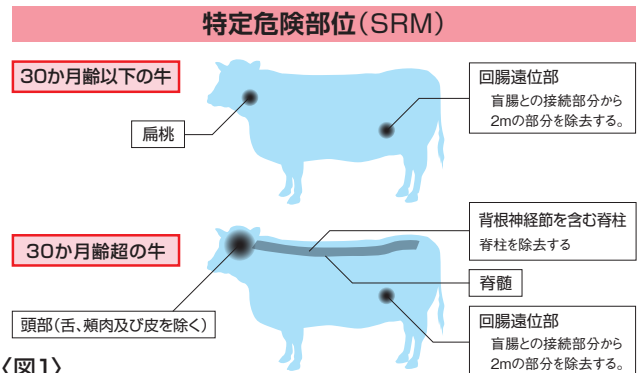 特定危険部位(SRM)
30か月齢以下の牛
扁桃
回腸遠位部
盲腸との接続部分から
2mの部分を除去する。
30か月齢超の牛
頭部(舌、頰肉及び皮を除く)
背根神経節を含む脊柱
脊柱を除去する
脊髄
回腸遠位部
盲腸との接続部分から
2mの部分を除去する。
〈図1〉